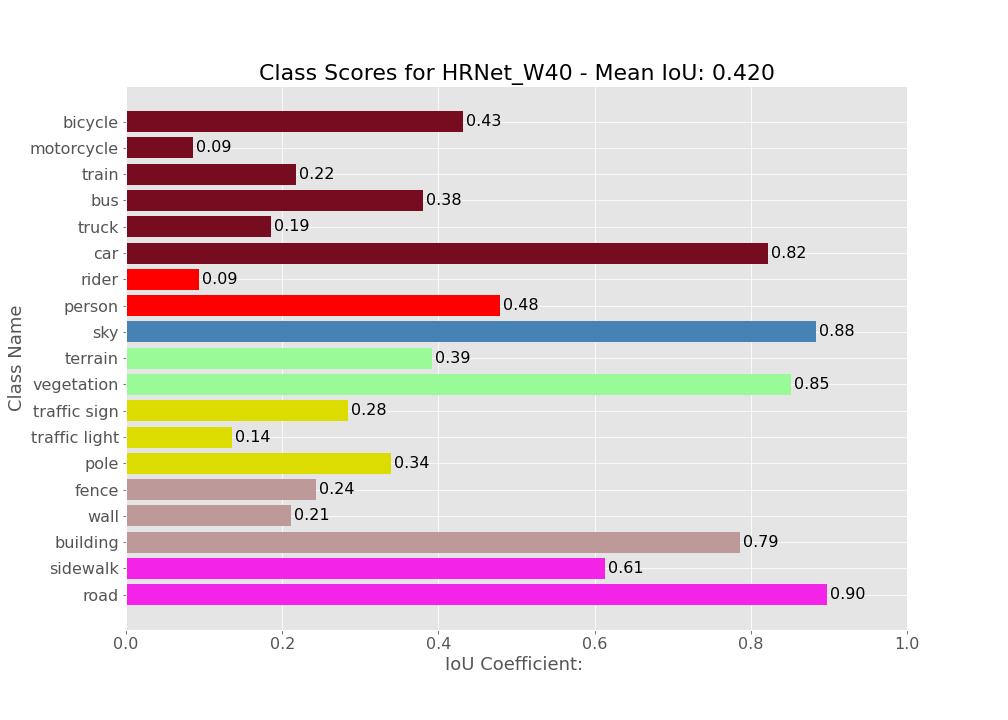 Class Scores for HRNet_W40 - Mean IoU: 0.420
bicycle 0.43
motorcycle 0.09
train 0.22
bus 0.38
truck 0.19
car 0.82
rider 0.09
person 0.48
sky 0.88
terrain 0.39
vegetation 0.85
traffic sign 0.28
traffic light 0.14
pole 0.34
fence 0.24
wall 0.21
building 0.79
sidewalk 0.61
road 0.90
Class Name
0.0 0.2 0.4 0.6 0.8 1.0
IoU Coefficient: